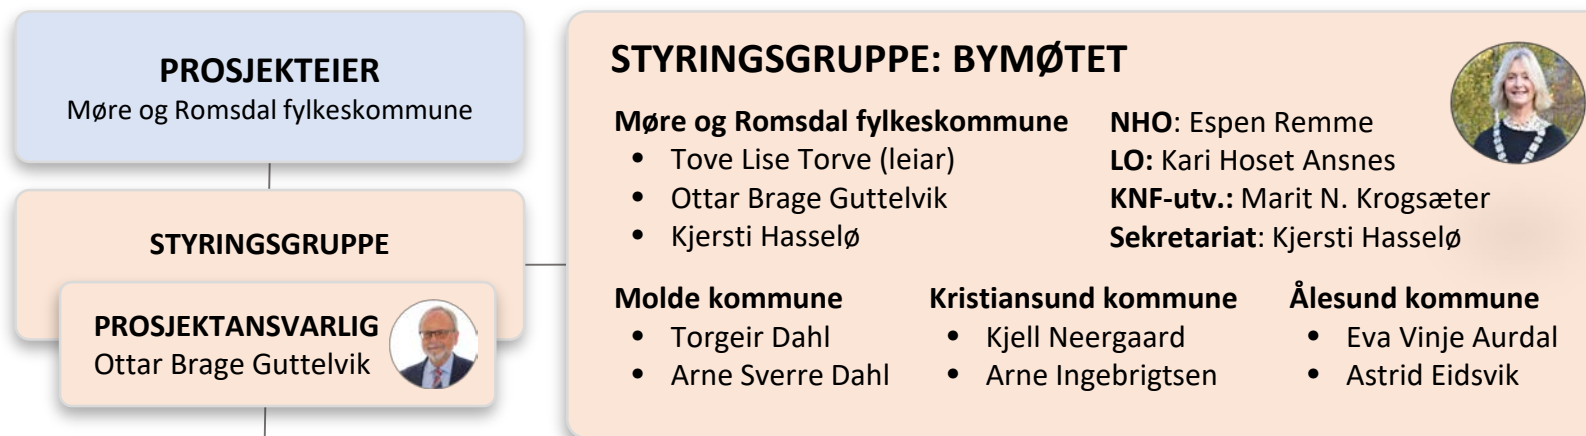 PROSJEKTEIER
Møre og Romsdal fylkeskommune
STYRINGSGRUPPE
PROSJEKTANSVARLIG
Ottar Brage Guttelvik
STYRINGSGRUPPE: BYMØTET
Møre og Romsdal fylkeskommune
• Tove Lise Torve (leiar)
• Ottar Brage Guttelvik
• Kjersti Hasselø
NHO: Espen Remme
LO: Kari Hoset Ansnes
KNF-utv.: Marit N. Krogsæter
Sekretariat: Kjersti Hasselø
Molde kommune
• Torgeir Dahl
• Arne Sverre Dahl
Kristiansund kommune
• Kjell Neergaard
• Arne Ingebrigtsen
Ålesund kommune
• Eva Vinje Aurdal
• Astrid Eidsvik